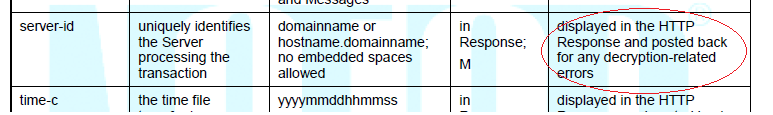 and Messages
server-id
uniquely identifies
the Server
processing the
transaction
domainname or
hostname.domainname;
no embedded spaces
allowed
in
Response;
M
displayed in the HTTP
Response and posted back
for any decryption-related
errors
time-c
the time file
yyyymmddhhmmss
in
displayed in the HTTP